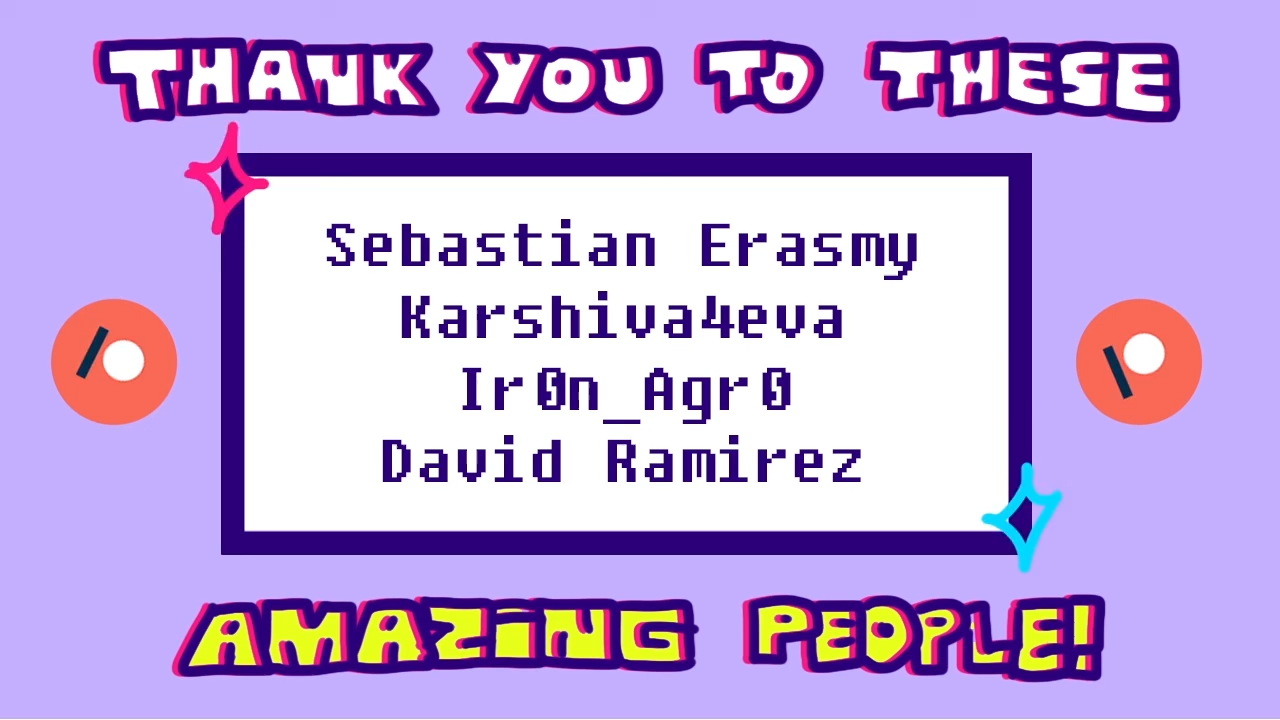 THANK YOU TO THESE
Sebastian Erasmy
Karshiva4eva
Ir0n_Agr0
David Ramirez
AMAZING PEOPLE!